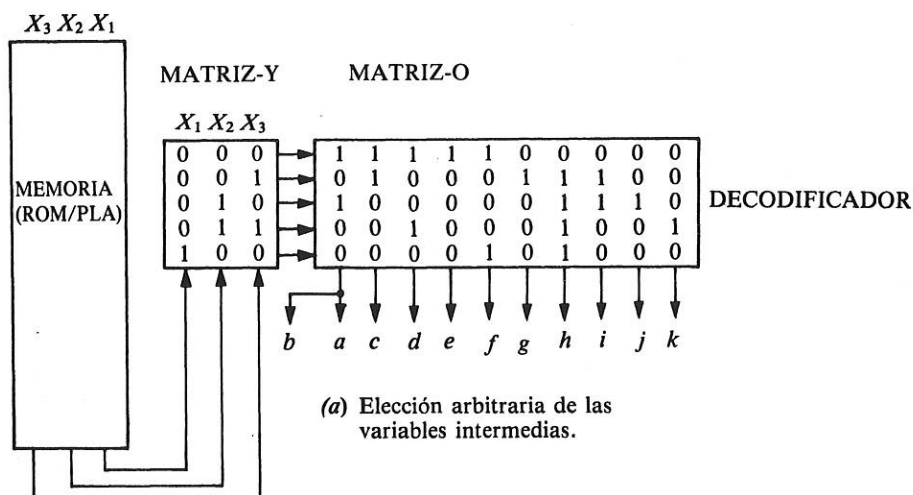 X3 X2 X1
MATRIZ-Y MATRIZ-O
X1 X2 X3
0 0 0 1 1 1 1 1 0 0 0 0 0
0 0 1 0 1 0 0 0 1 1 1 0 0
0 1 0 1 0 0 0 0 0 1 1 1 0
0 1 1 0 0 1 0 0 0 1 0 0 1
1 0 0 0 0 0 0 1 0 1 0 0 0
MEMORIA
(ROM/PLA)
DECODIFICADOR
b a c d e f g h i j k
(a) Elección arbitraria de las
variables intermedias.